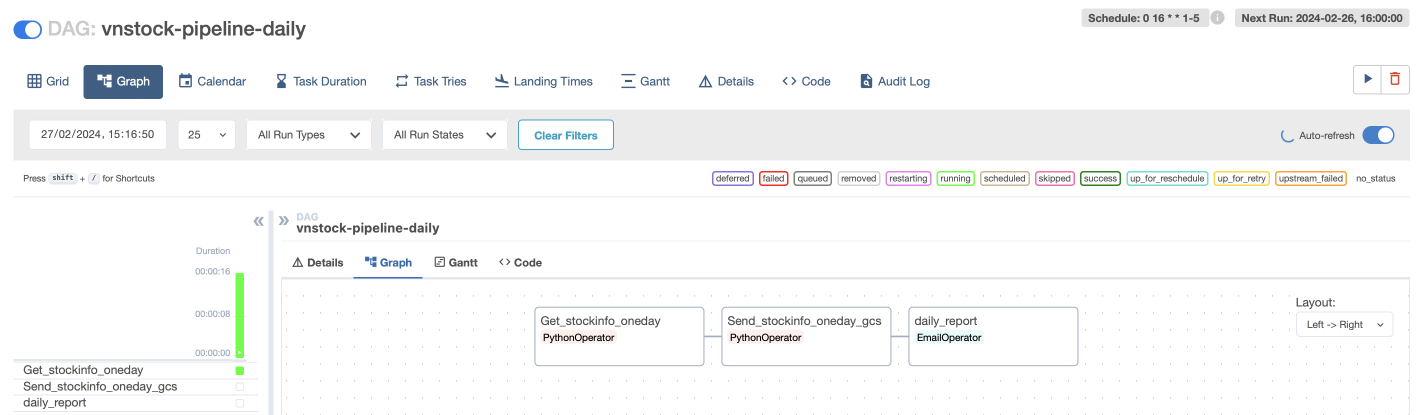 DAG: vnstock-pipeline-daily
Schedule: 0 16 * * 1-5
Next Run: 2024-02-26, 16:00:00
Grid
Graph
Calendar
Task Duration
Task Tries
Landing Times
Gantt
Details
Code
Audit Log
27/02/2024, 15:16:50
25
All Run Types
All Run States
Clear Filters
Auto-refresh
Press shift + / for Shortcuts
deferred
failed
queued
removed
restarting
running
scheduled
skipped
success
up_for_reschedule
up_for_retry
upstream_failed
no_status
DAG
vnstock-pipeline-daily
Duration
00:00:16
00:00:08
00:00:00
Get_stockinfo_oneday
Send_stockinfo_oneday_gcs
daily_report
Details
Graph
Gantt
Code
Get_stockinfo_oneday
PythonOperator
Send_stockinfo_oneday_gcs
PythonOperator
daily_report
EmailOperator
Layout:
Left -> Right